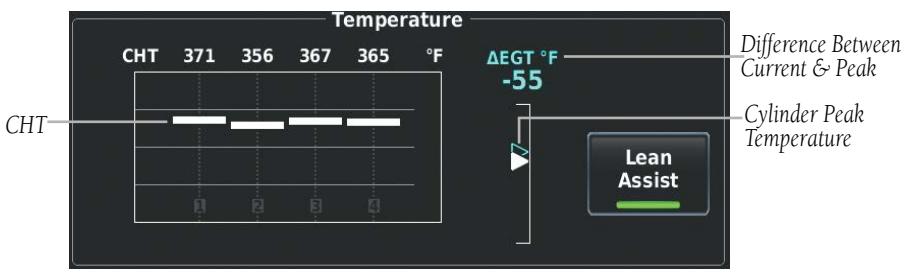 Temperature
CHT 371 356 367 365 °F
ΔEGT °F
-55
Difference Between
Current & Peak
CHT
Cylinder Peak
Temperature
Lean
Assist
1 2 3 4